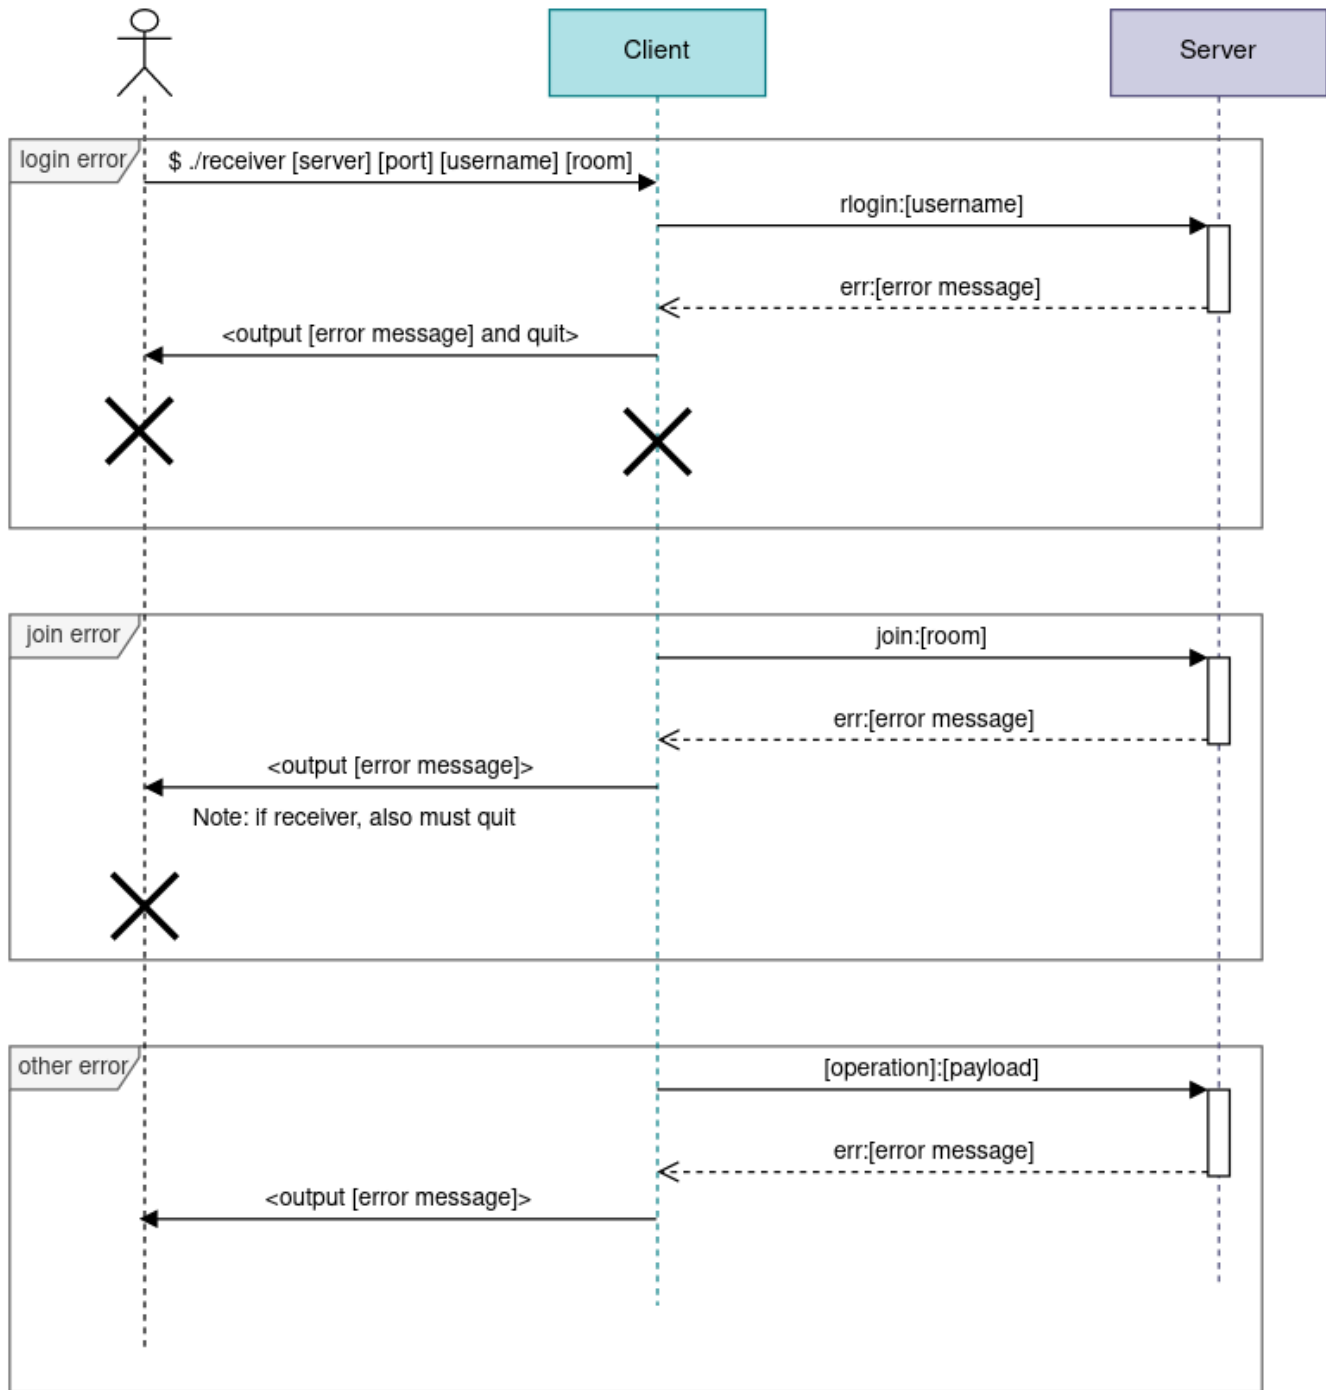 Client
Server
login error
$ ./receiver [server] [port] [username] [room]
rlogin:[username]
err:[error message]
<output [error message] and quit>
join error
join:[room]
err:[error message]
<output [error message]>
Note: if receiver, also must quit
other error
[operation]:[payload]
err:[error message]
<output [error message]>